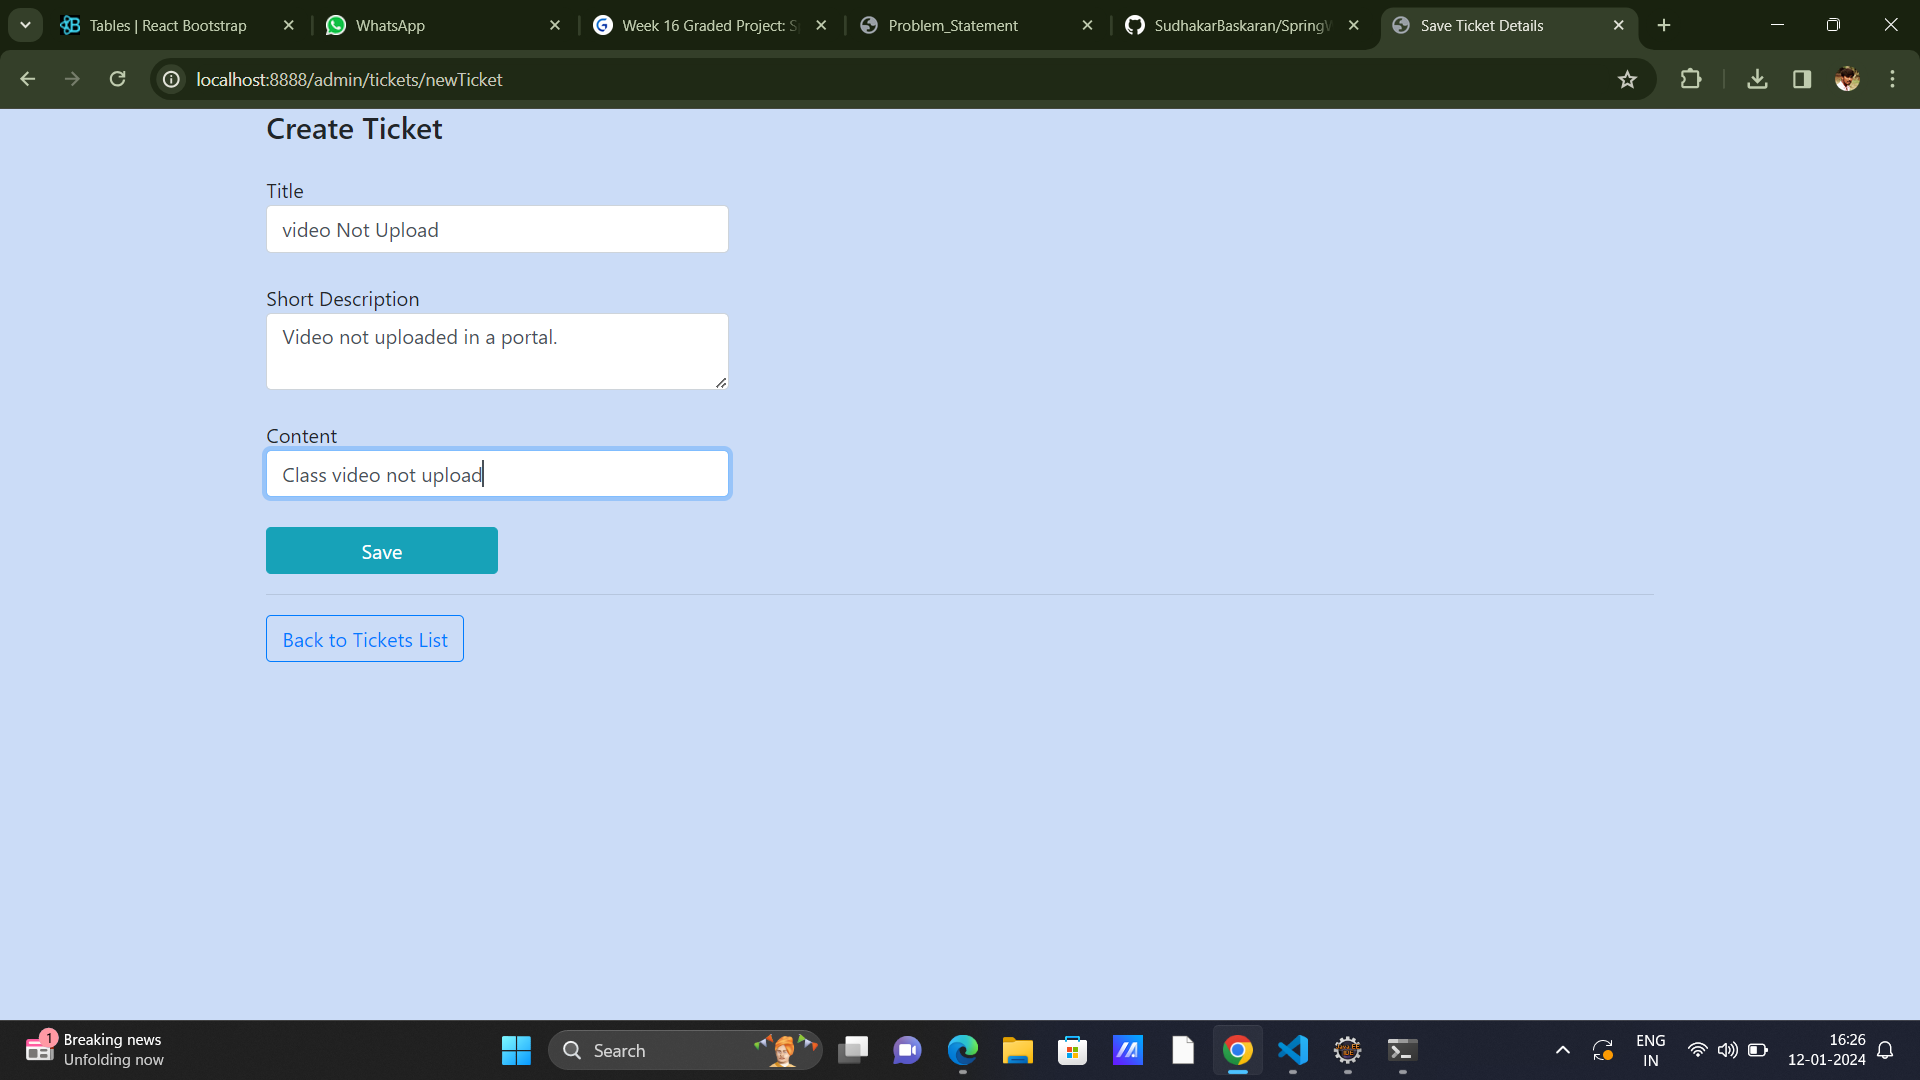 Tables | React Bootstrap
WhatsApp
Week 16 Graded Project: S
Problem_Statement
SudhakarBaskaran/SpringW
Save Ticket Details
localhost:8888/admin/tickets/newTicket
Create Ticket
Title
video Not Upload
Short Description
Video not uploaded in a portal.
Content
Class video not upload
Save
Back to Tickets List
1
Breaking news
Unfolding now
Search
ENG
IN
16:26
12-01-2024